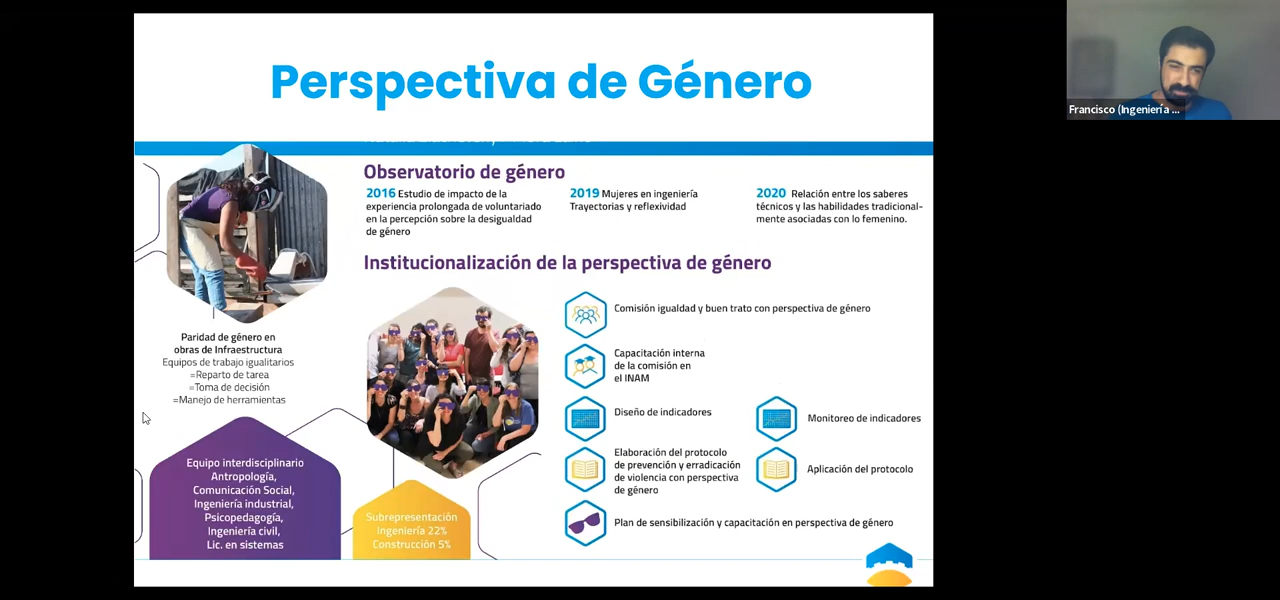 Perspectiva de Género
Francisco (Ingeniería ...
Observatorio de género
2016 Estudio de impacto de la
experiencia prolongada de voluntariado
en la percepción sobre la desigualdad
de género
2019 Mujeres en ingeniería
Trayectorias y reflexividad
2020 Relación entre los saberes
técnicos y las habilidades tradicional-
mente asociadas con lo femenino.
Institucionalización de la perspectiva de género
Paridad de género en
obras de Infraestructura
Equipos de trabajo igualitarios
=Reparto de tarea
=Toma de decisión
=Manejo de herramientas
Comisión igualdad y buen trato con perspectiva de género
Capacitación interna
de la comisión en
el INAM
Diseño de indicadores
Monitoreo de indicadores
Elaboración del protocolo
de prevención y erradicación
de violencia con perspectiva
de género
Aplicación del protocolo
Plan de sensibilización y capacitación en perspectiva de género
Equipo interdisciplinario
Antropología,
Comunicación Social,
Ingeniería industrial,
Psicopedagogía,
Ingeniería civil,
Lic. en sistemas
Subrepresentación
Ingeniería 22%
Construcción 5%